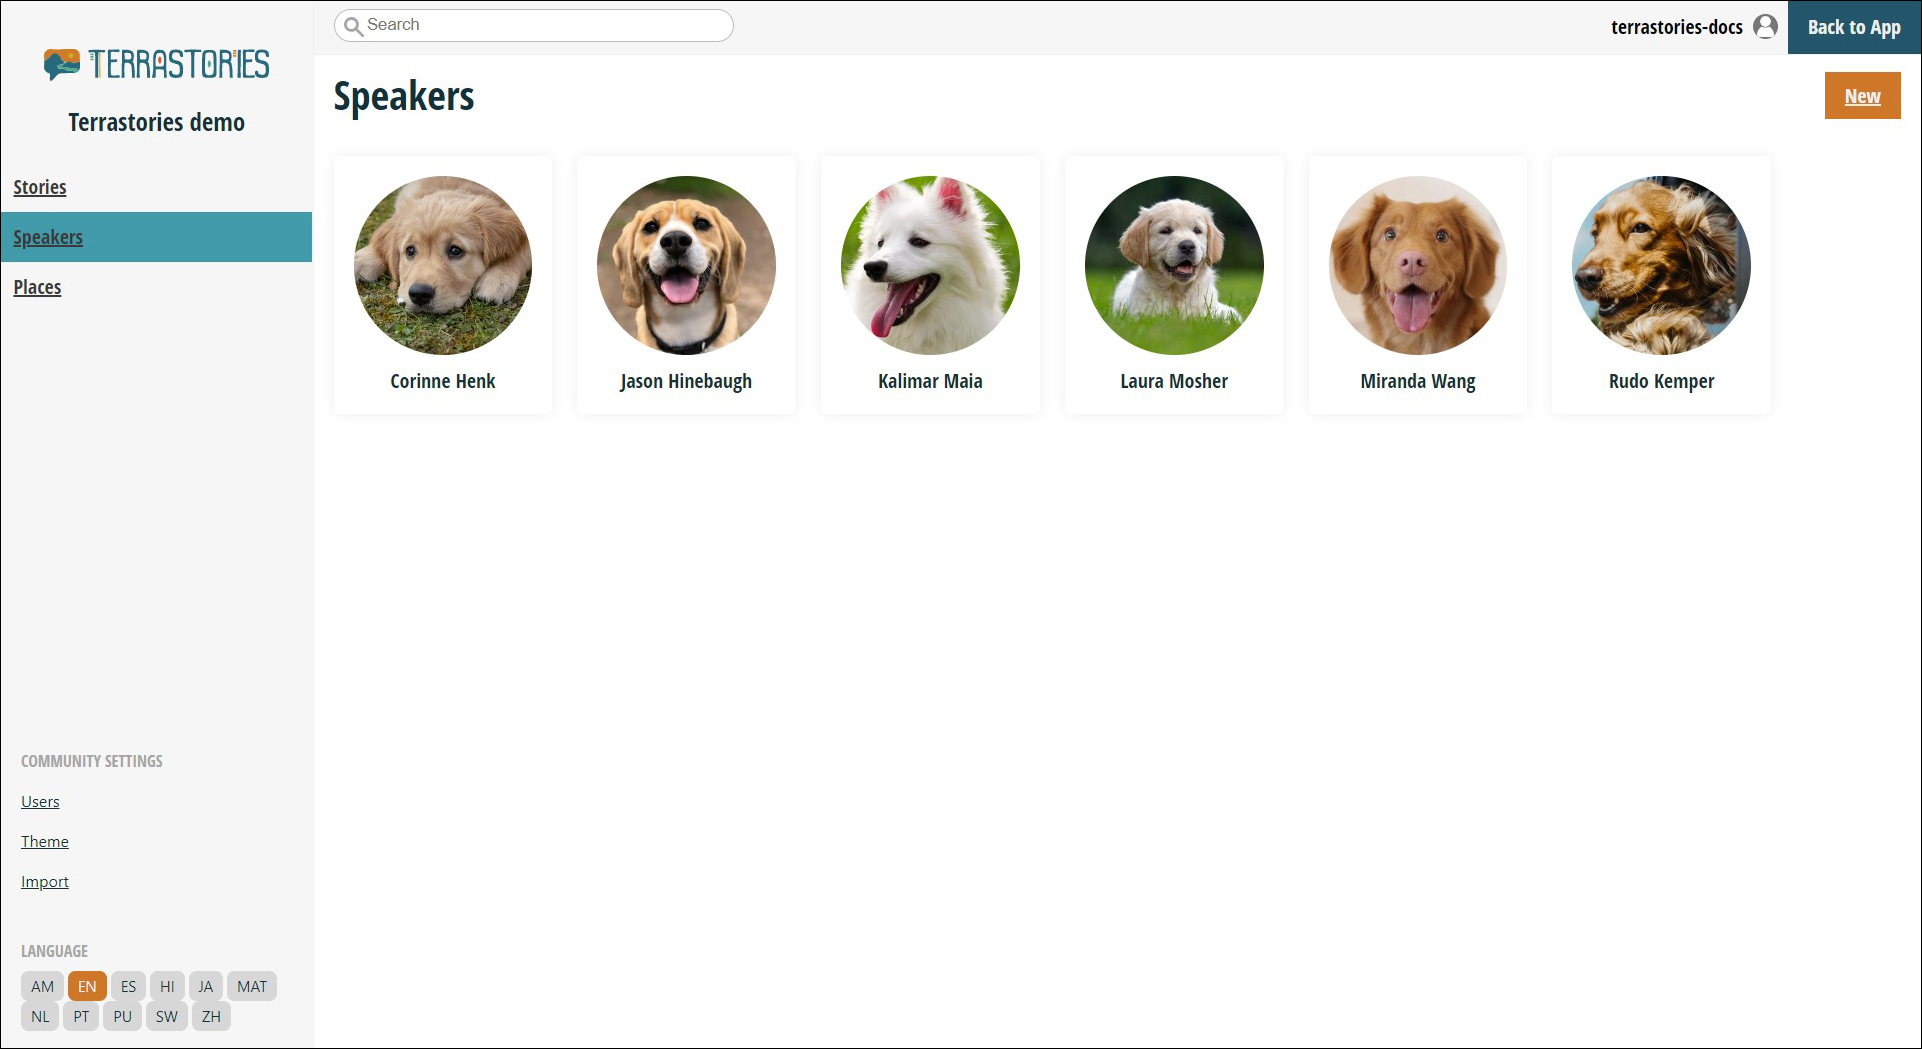 TERRASTORIES
Terrastories demo
Stories
Speakers
Places
COMMUNITY SETTINGS
Users
Theme
Import
LANGUAGE
AM EN ES HI JA MAT
NL PT PU SW ZH
Search
terrastories-docs
Back to App
Speakers
New
Corinne Henk
Jason Hinebaugh
Kalimar Maia
Laura Mosher
Miranda Wang
Rudo Kemper